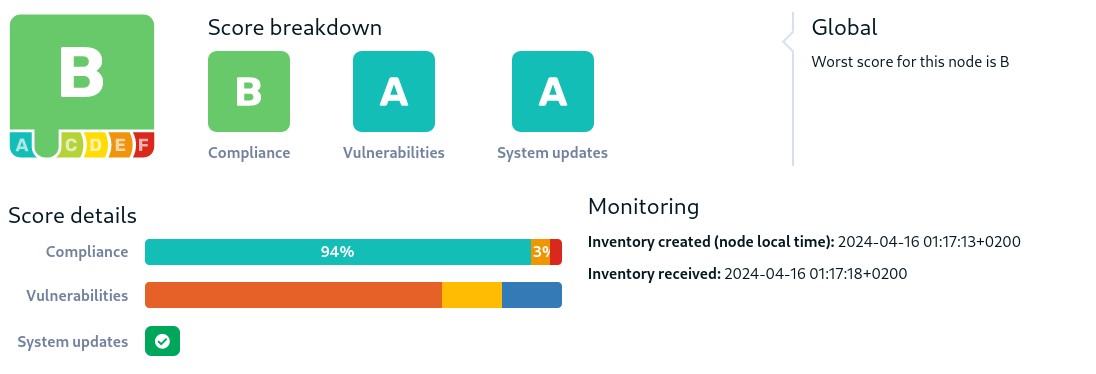 B
A C D E F
Score breakdown
B A A
Compliance Vulnerabilities System updates
Global
Worst score for this node is B
Score details
Compliance 94% 3%
Vulnerabilities
System updates
Monitoring
Inventory created (node local time): 2024-04-16 01:17:13+0200
Inventory received: 2024-04-16 01:17:18+0200